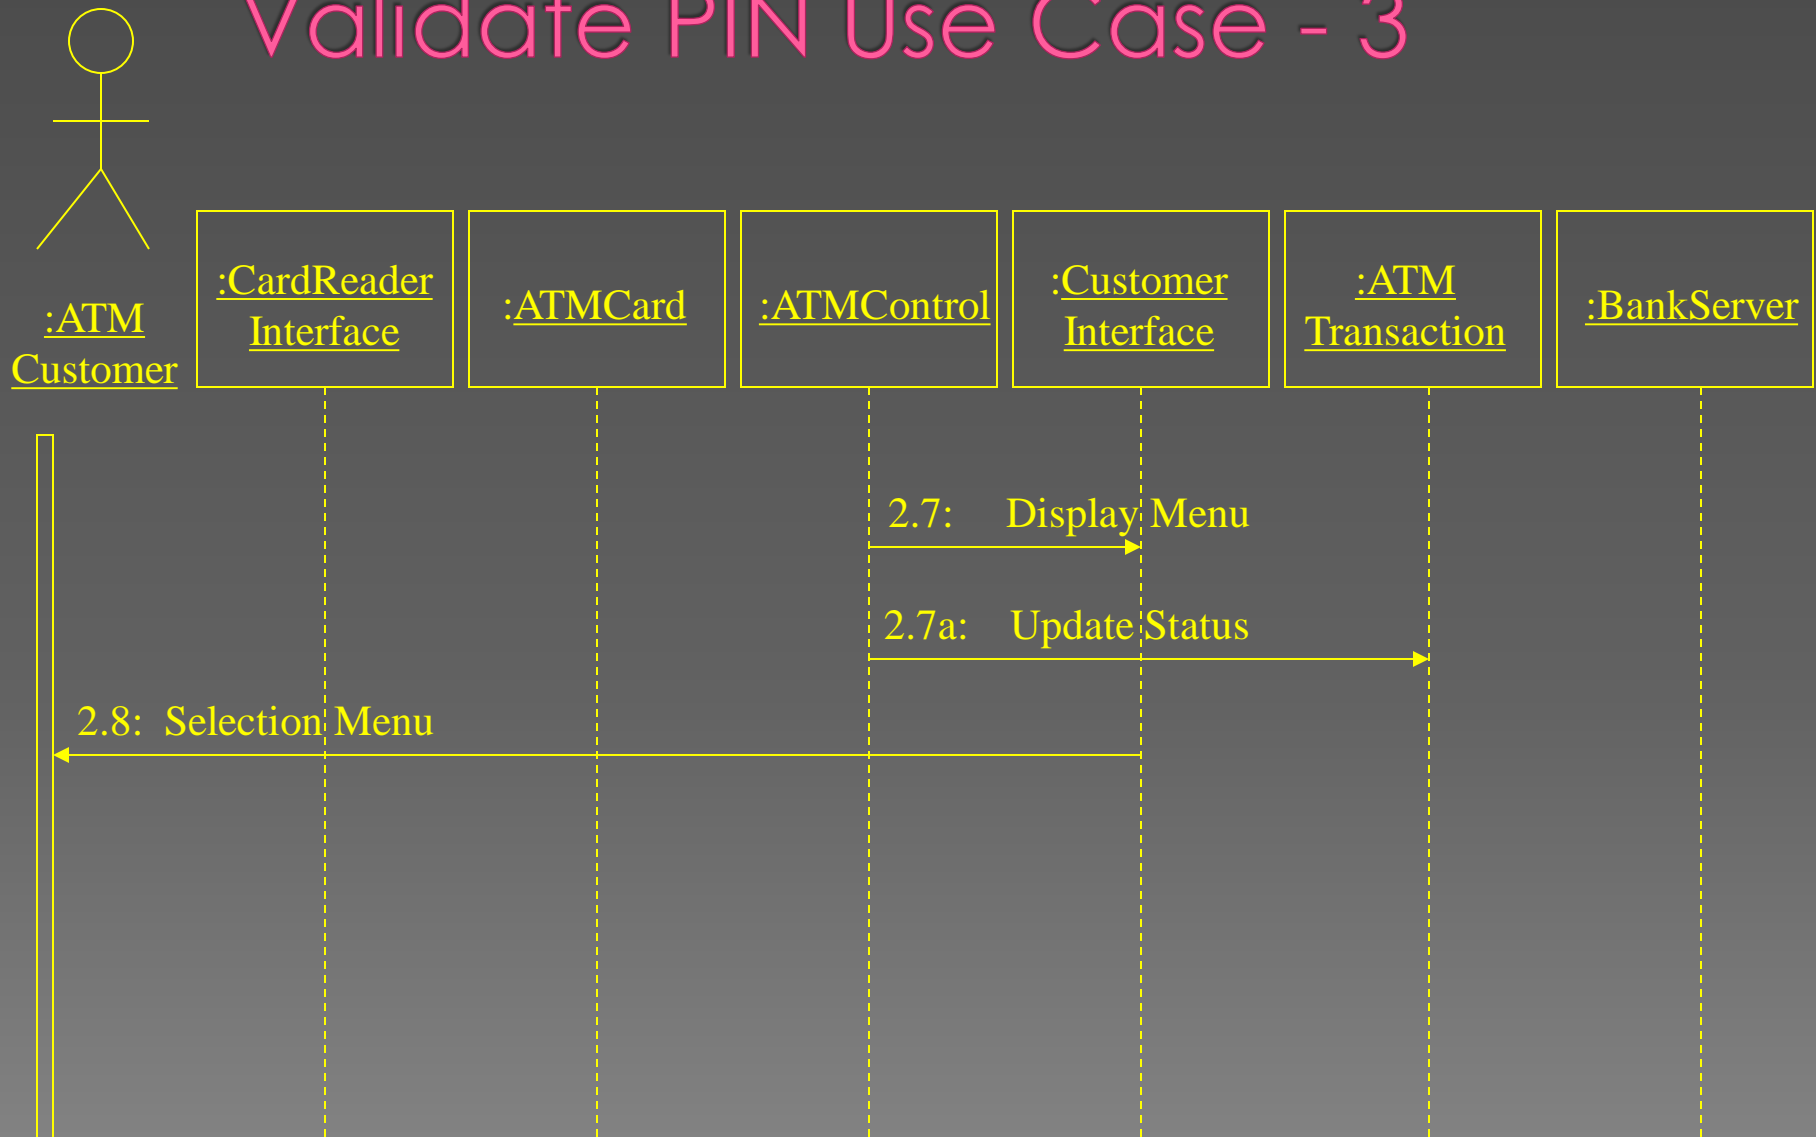 Validate PIN Use Case - 3
:ATM
Customer
:CardReader
Interface
:ATMCard
:ATMControl
:Customer
Interface
:ATM
Transaction
:BankServer
2.7: Display Menu
2.7a: Update Status
2.8: Selection Menu